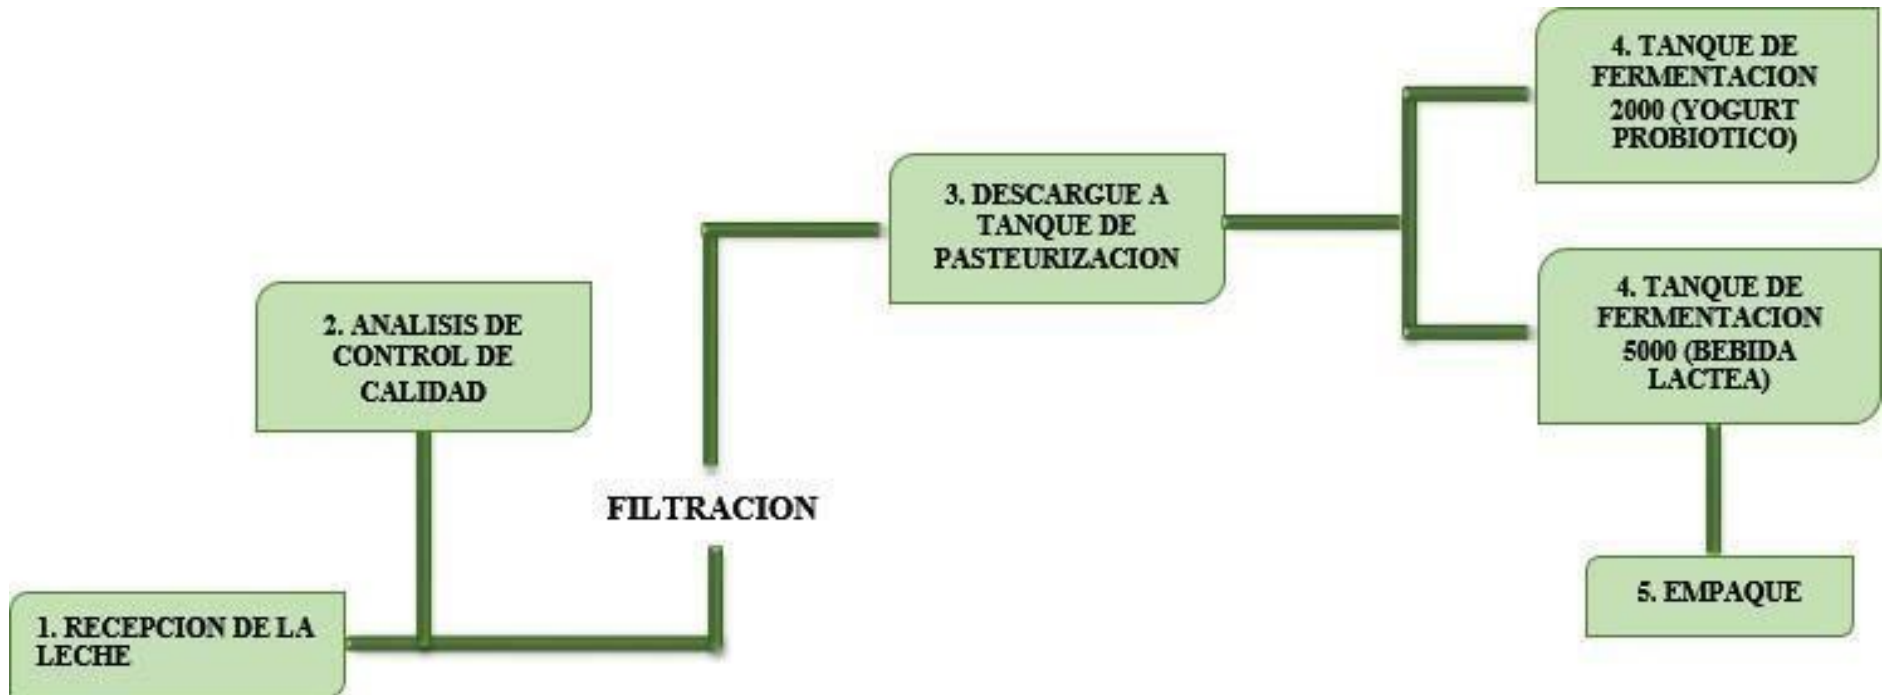 1. RECEPCION DE LA
LECHE
2. ANALISIS DE
CONTROL DE
CALIDAD
FILTRACION
3. DESCARGUE A
TANQUE DE
PASTEURIZACION
4. TANQUE DE
FERMENTACION
2000 (YOGURT
PROBIOTICO)
4. TANQUE DE
FERMENTACION
5000 (BEBIDA
LACTEA)
5. EMPAQUE